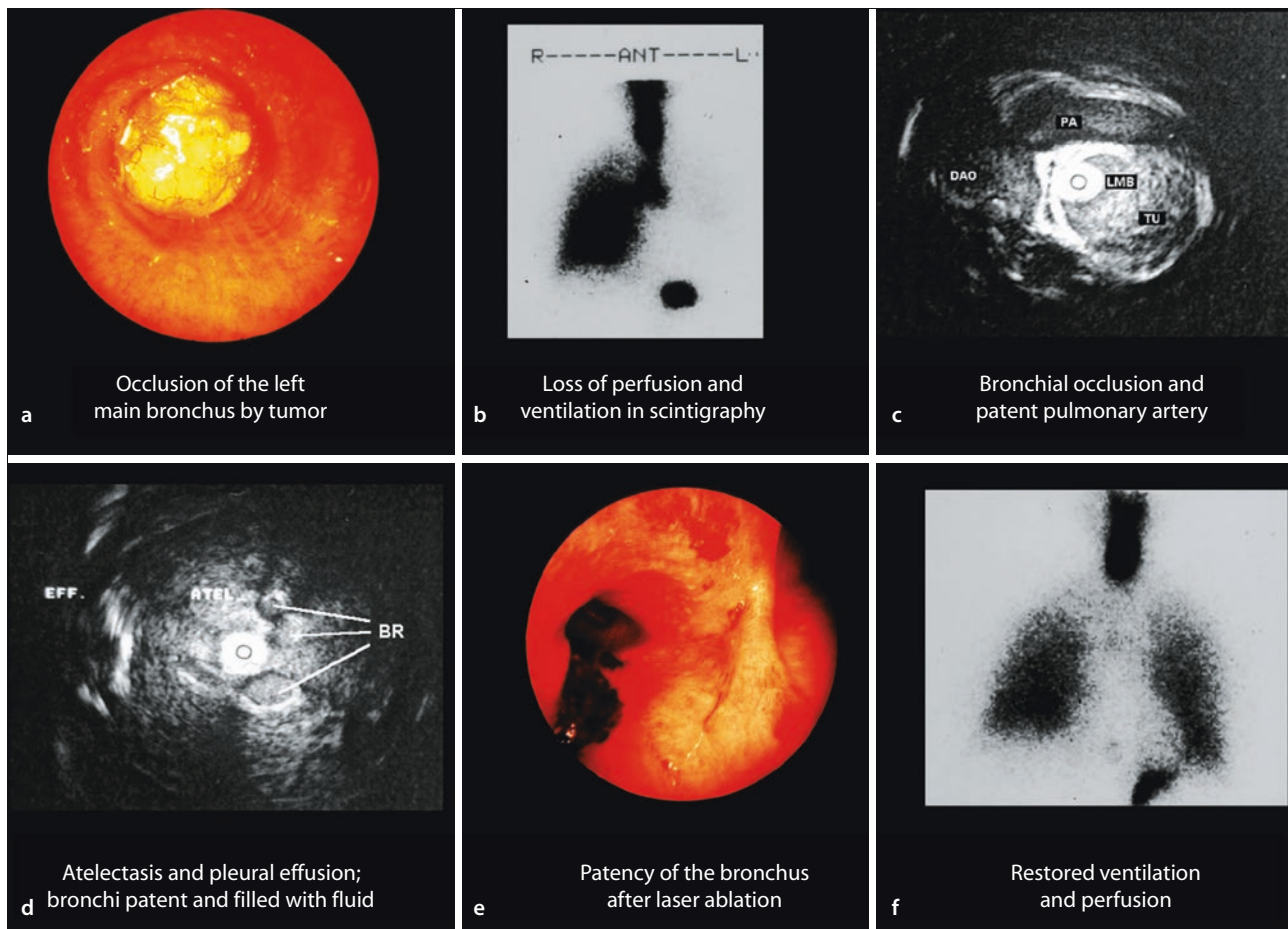 R-----ANT-----L..
PA
DAO
LMB
TU
a
Occlusion of the left
main bronchus by tumor
b
Loss of perfusion and
ventilation in scintigraphy
c
Bronchial occlusion and
patent pulmonary artery
EFF.
ATEL
BR
d
Atelectasis and pleural effusion;
bronchi patent and filled with fluid
e
Patency of the bronchus
after laser ablation
f
Restored ventilation
and perfusion